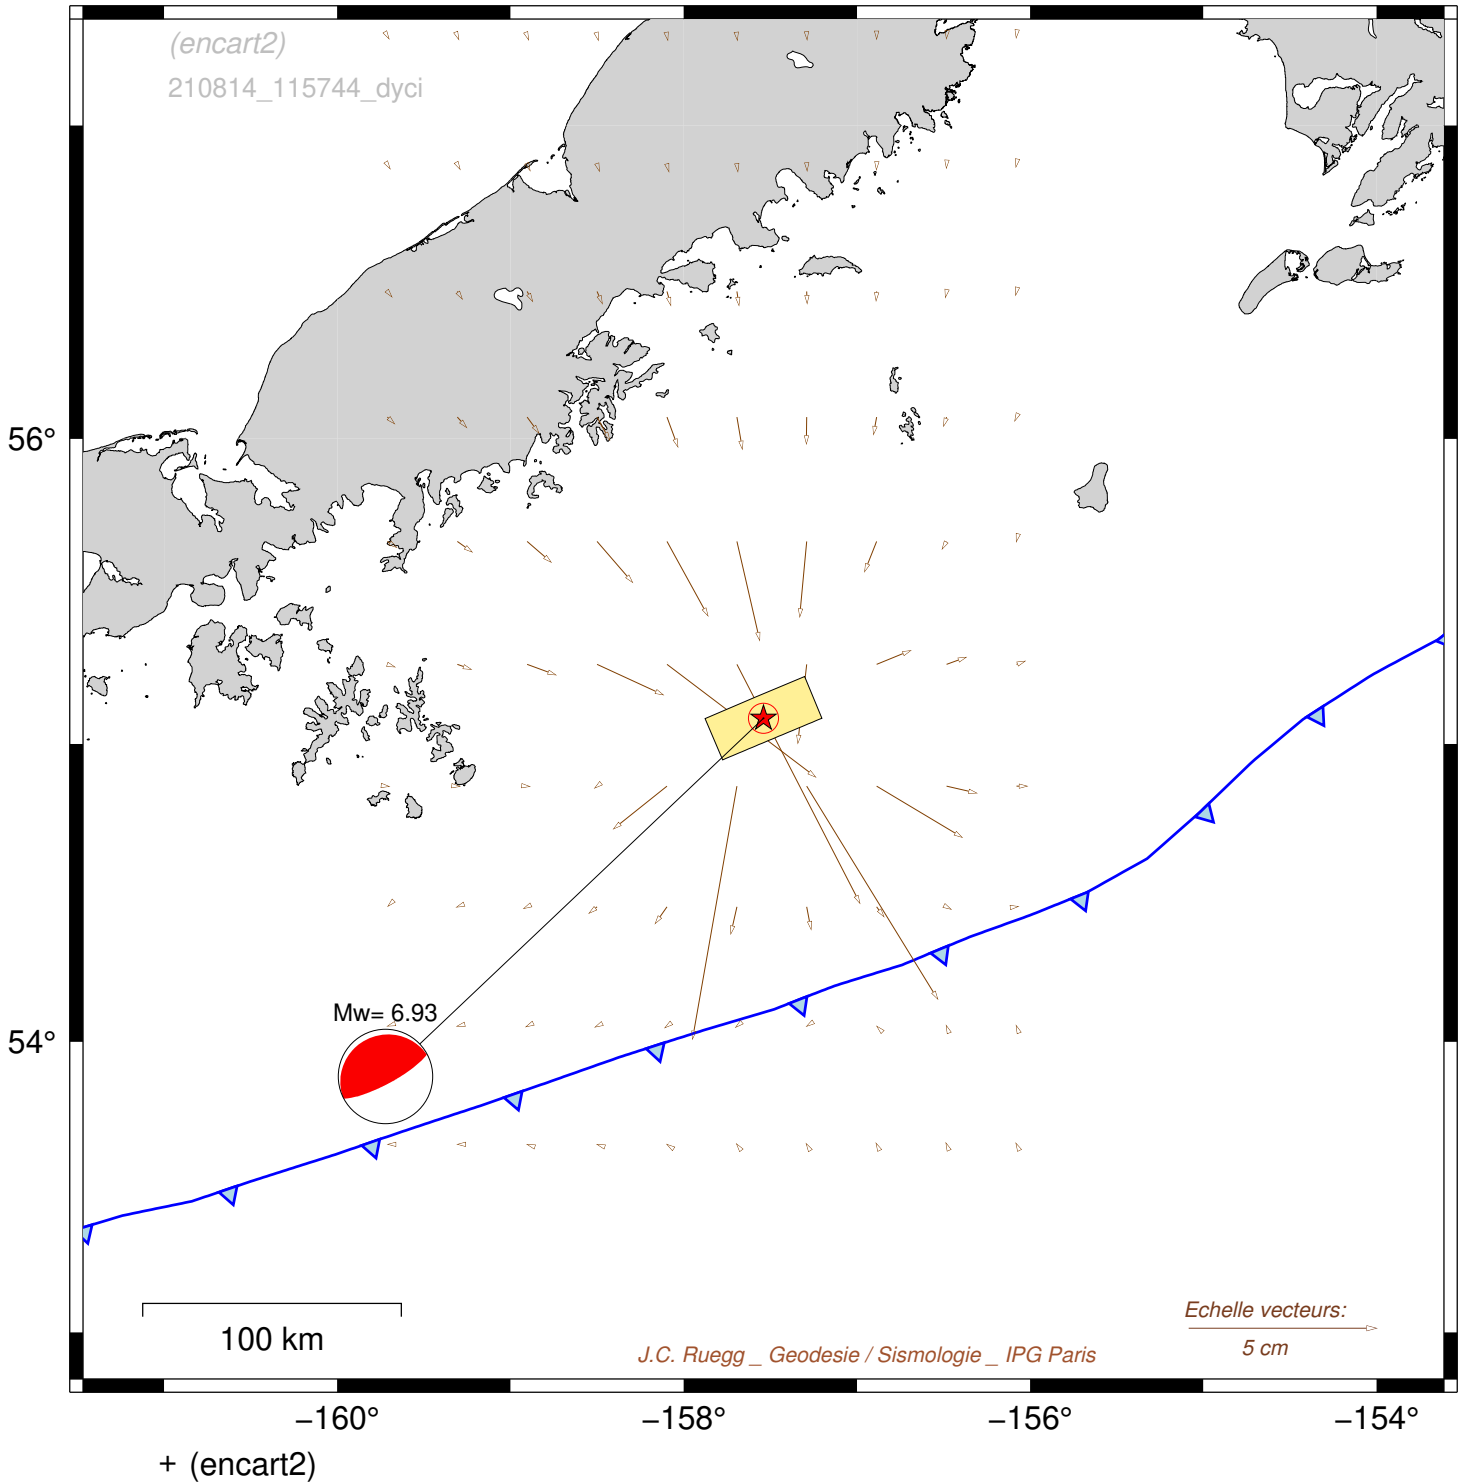 (encart2)
210814_115744_dyci
56°
54°
Mw= 6.93
100 km
Echelle vecteurs:
5 cm
J.C. Ruegg _ Geodesie / Sismologie _ IPG Paris
−160°
−158°
−156°
−154°
+ (encart2)